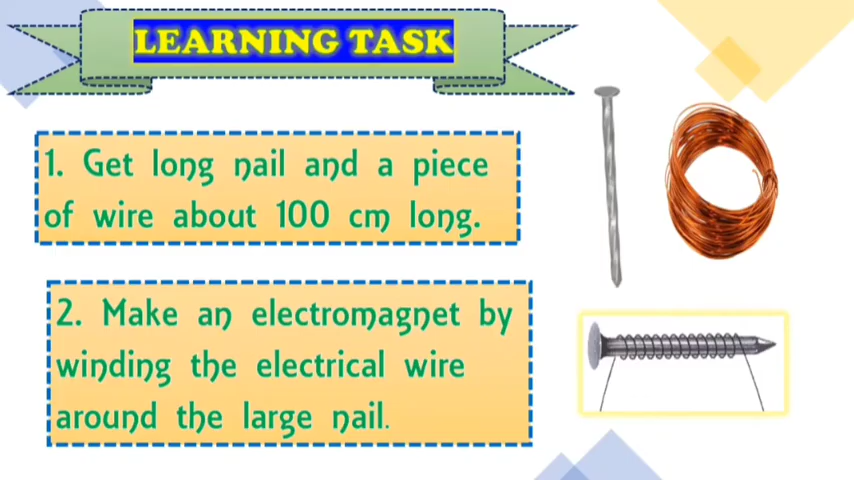 LEARNING TASK
1. Get long nail and a piece
of wire about 100 cm long.
2. Make an electromagnet by
winding the electrical wire
around the large nail.